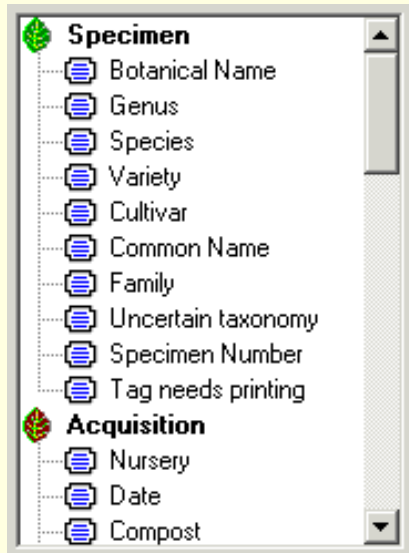 Specimen
Botanical Name
Genus
Species
Variety
Cultivar
Common Name
Family
Uncertain taxonomy
Specimen Number
Tag needs printing
Acquisition
Nursery
Date
Compost